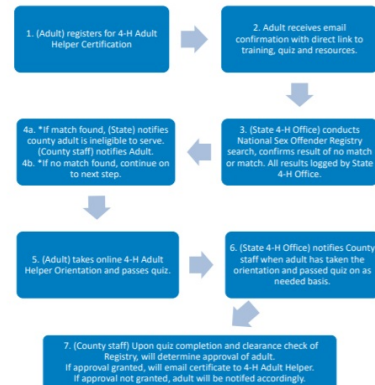 1. (Adult) registers for 4-H Adult
Helper Certification
2. Adult receives email
confirmation with direct link to
training, quiz and resources.
3. (State 4-H Office) conducts
National Sex Offender Registry
search, confirms result of no match
or match. All results logged by State
4-H Office.
4a. *If match found, (State) notifies
county adult is ineligible to serve.
(County staff) notifies Adult.
4b. *If no match found, continue on
to next step.
5. (Adult) takes online 4-H Adult
Helper Orientation and passes quiz.
6. (State 4-H Office) notifies County
staff when adult has taken the
orientation and passed quiz on as
needed basis.
7. (County staff) Upon quiz completion and clearance check of
Registry, will determine approval of adult.
If approval granted, will email certificate to 4-H Adult Helper.
If approval not granted, adult will be notifed accordingly.